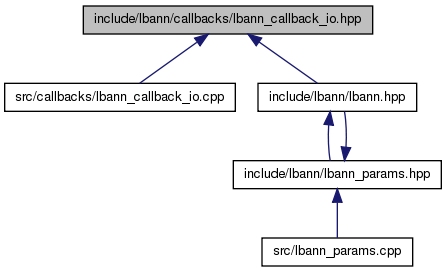 include/lbann/callbacks/lbann_callback_io.hpp
src/callbacks/lbann_callback_io.cpp
include/lbann/lbann.hpp
include/lbann/lbann_params.hpp
src/lbann_params.cpp